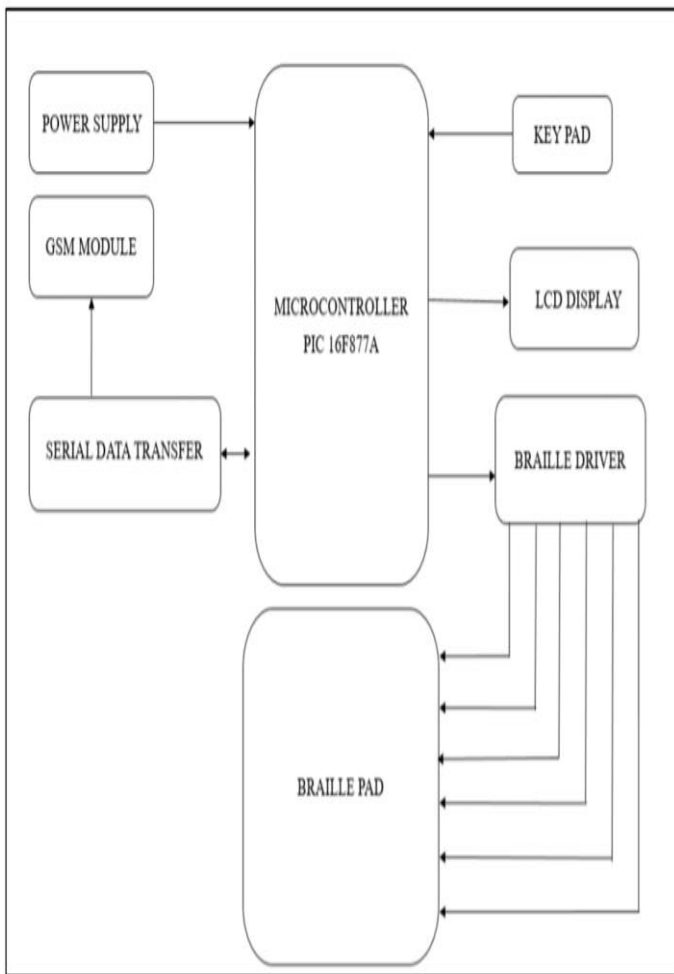 POWER SUPPLY
KEY PAD
GSM MODULE
LCD DISPLAY
MICROCONTROLLER
PIC 16F877A
SERIAL DATA TRANSFER
BRAILLE DRIVER
BRAILLE PAD